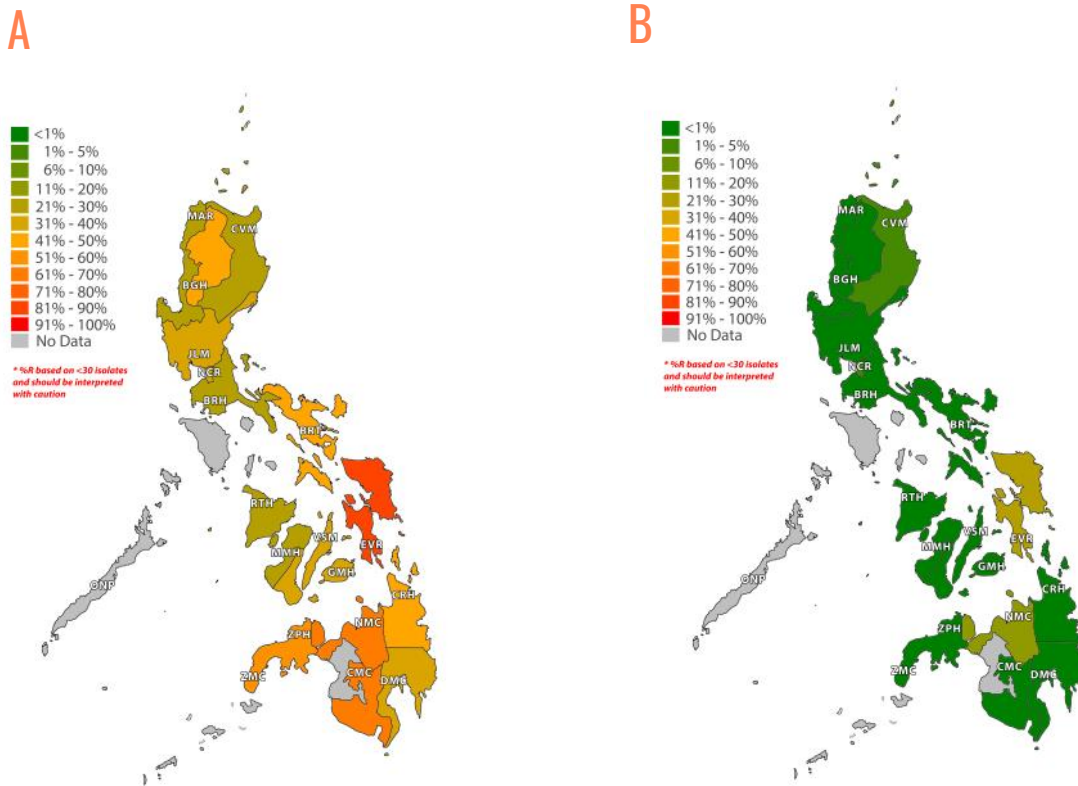 A
<1%
1% - 5%
6% - 10%
11% - 20%
21% - 30%
31% - 40%
41% - 50%
51% - 60%
61% - 70%
71% - 80%
81% - 90%
91% - 100%
No Data
* %R based on <30 isolates
and should be interpreted
with caution
MAR
CVM
BGH
JLM
NCR
BRH
BRT
RTH
VSM
MMH
EVR
GMH
ONP
CRH
NMC
ZPH
ZMC
CMC
DMC
B
<1%
1% - 5%
6% - 10%
11% - 20%
21% - 30%
31% - 40%
41% - 50%
51% - 60%
61% - 70%
71% - 80%
81% - 90%
91% - 100%
No Data
* %R based on <30 isolates
and should be interpreted
with caution
MAR
CVM
BGH
JLM
NCR
BRH
BRT
RTH
VSM
MMH
EVR
GMH
ONP
CRH
NMC
ZPH
ZMC
CMC
DMC